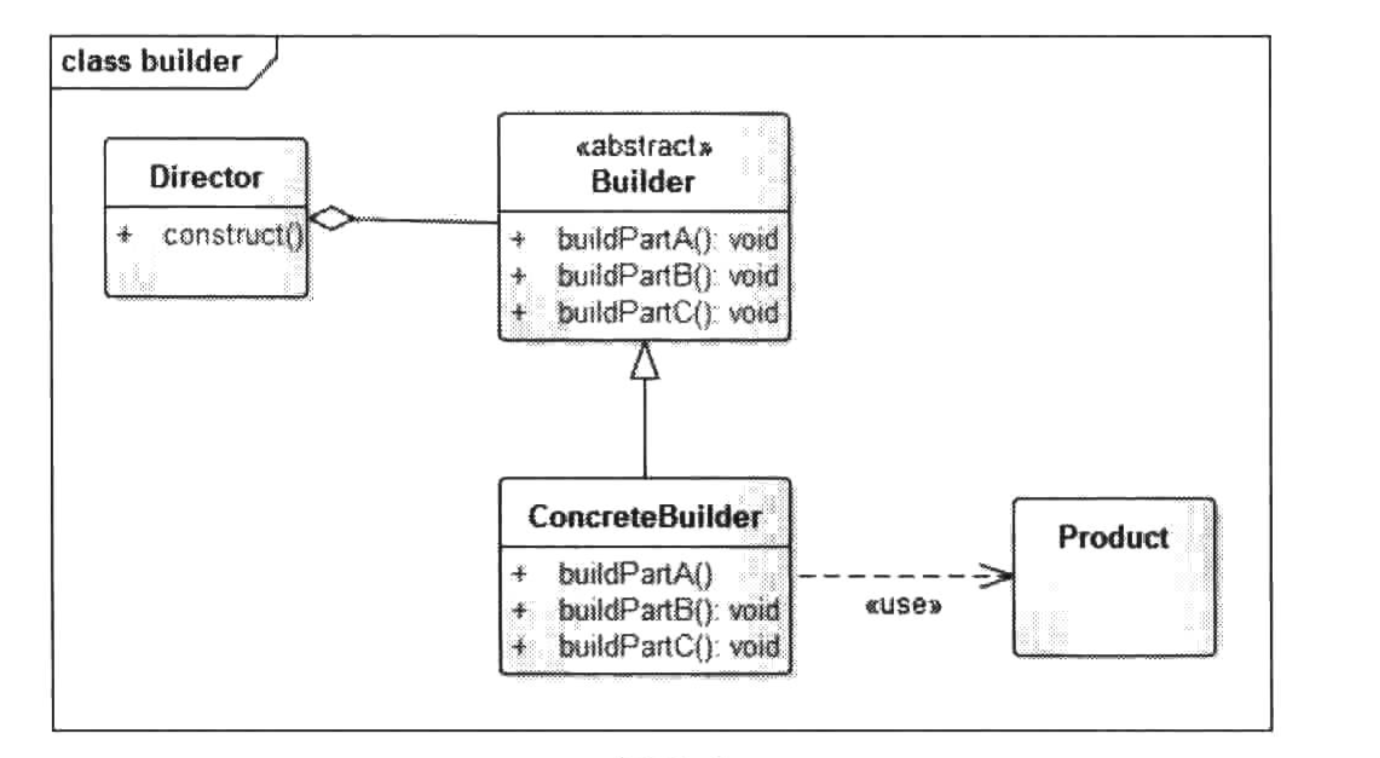 class builder
Director
+ construct()
«abstract»
Builder
+ buildPartA(): void
+ buildPartB(): void
+ buildPartC(): void
ConcreteBuilder
+ buildPartA()
+ buildPartB(): void
+ buildPartC(): void
«use»
Product